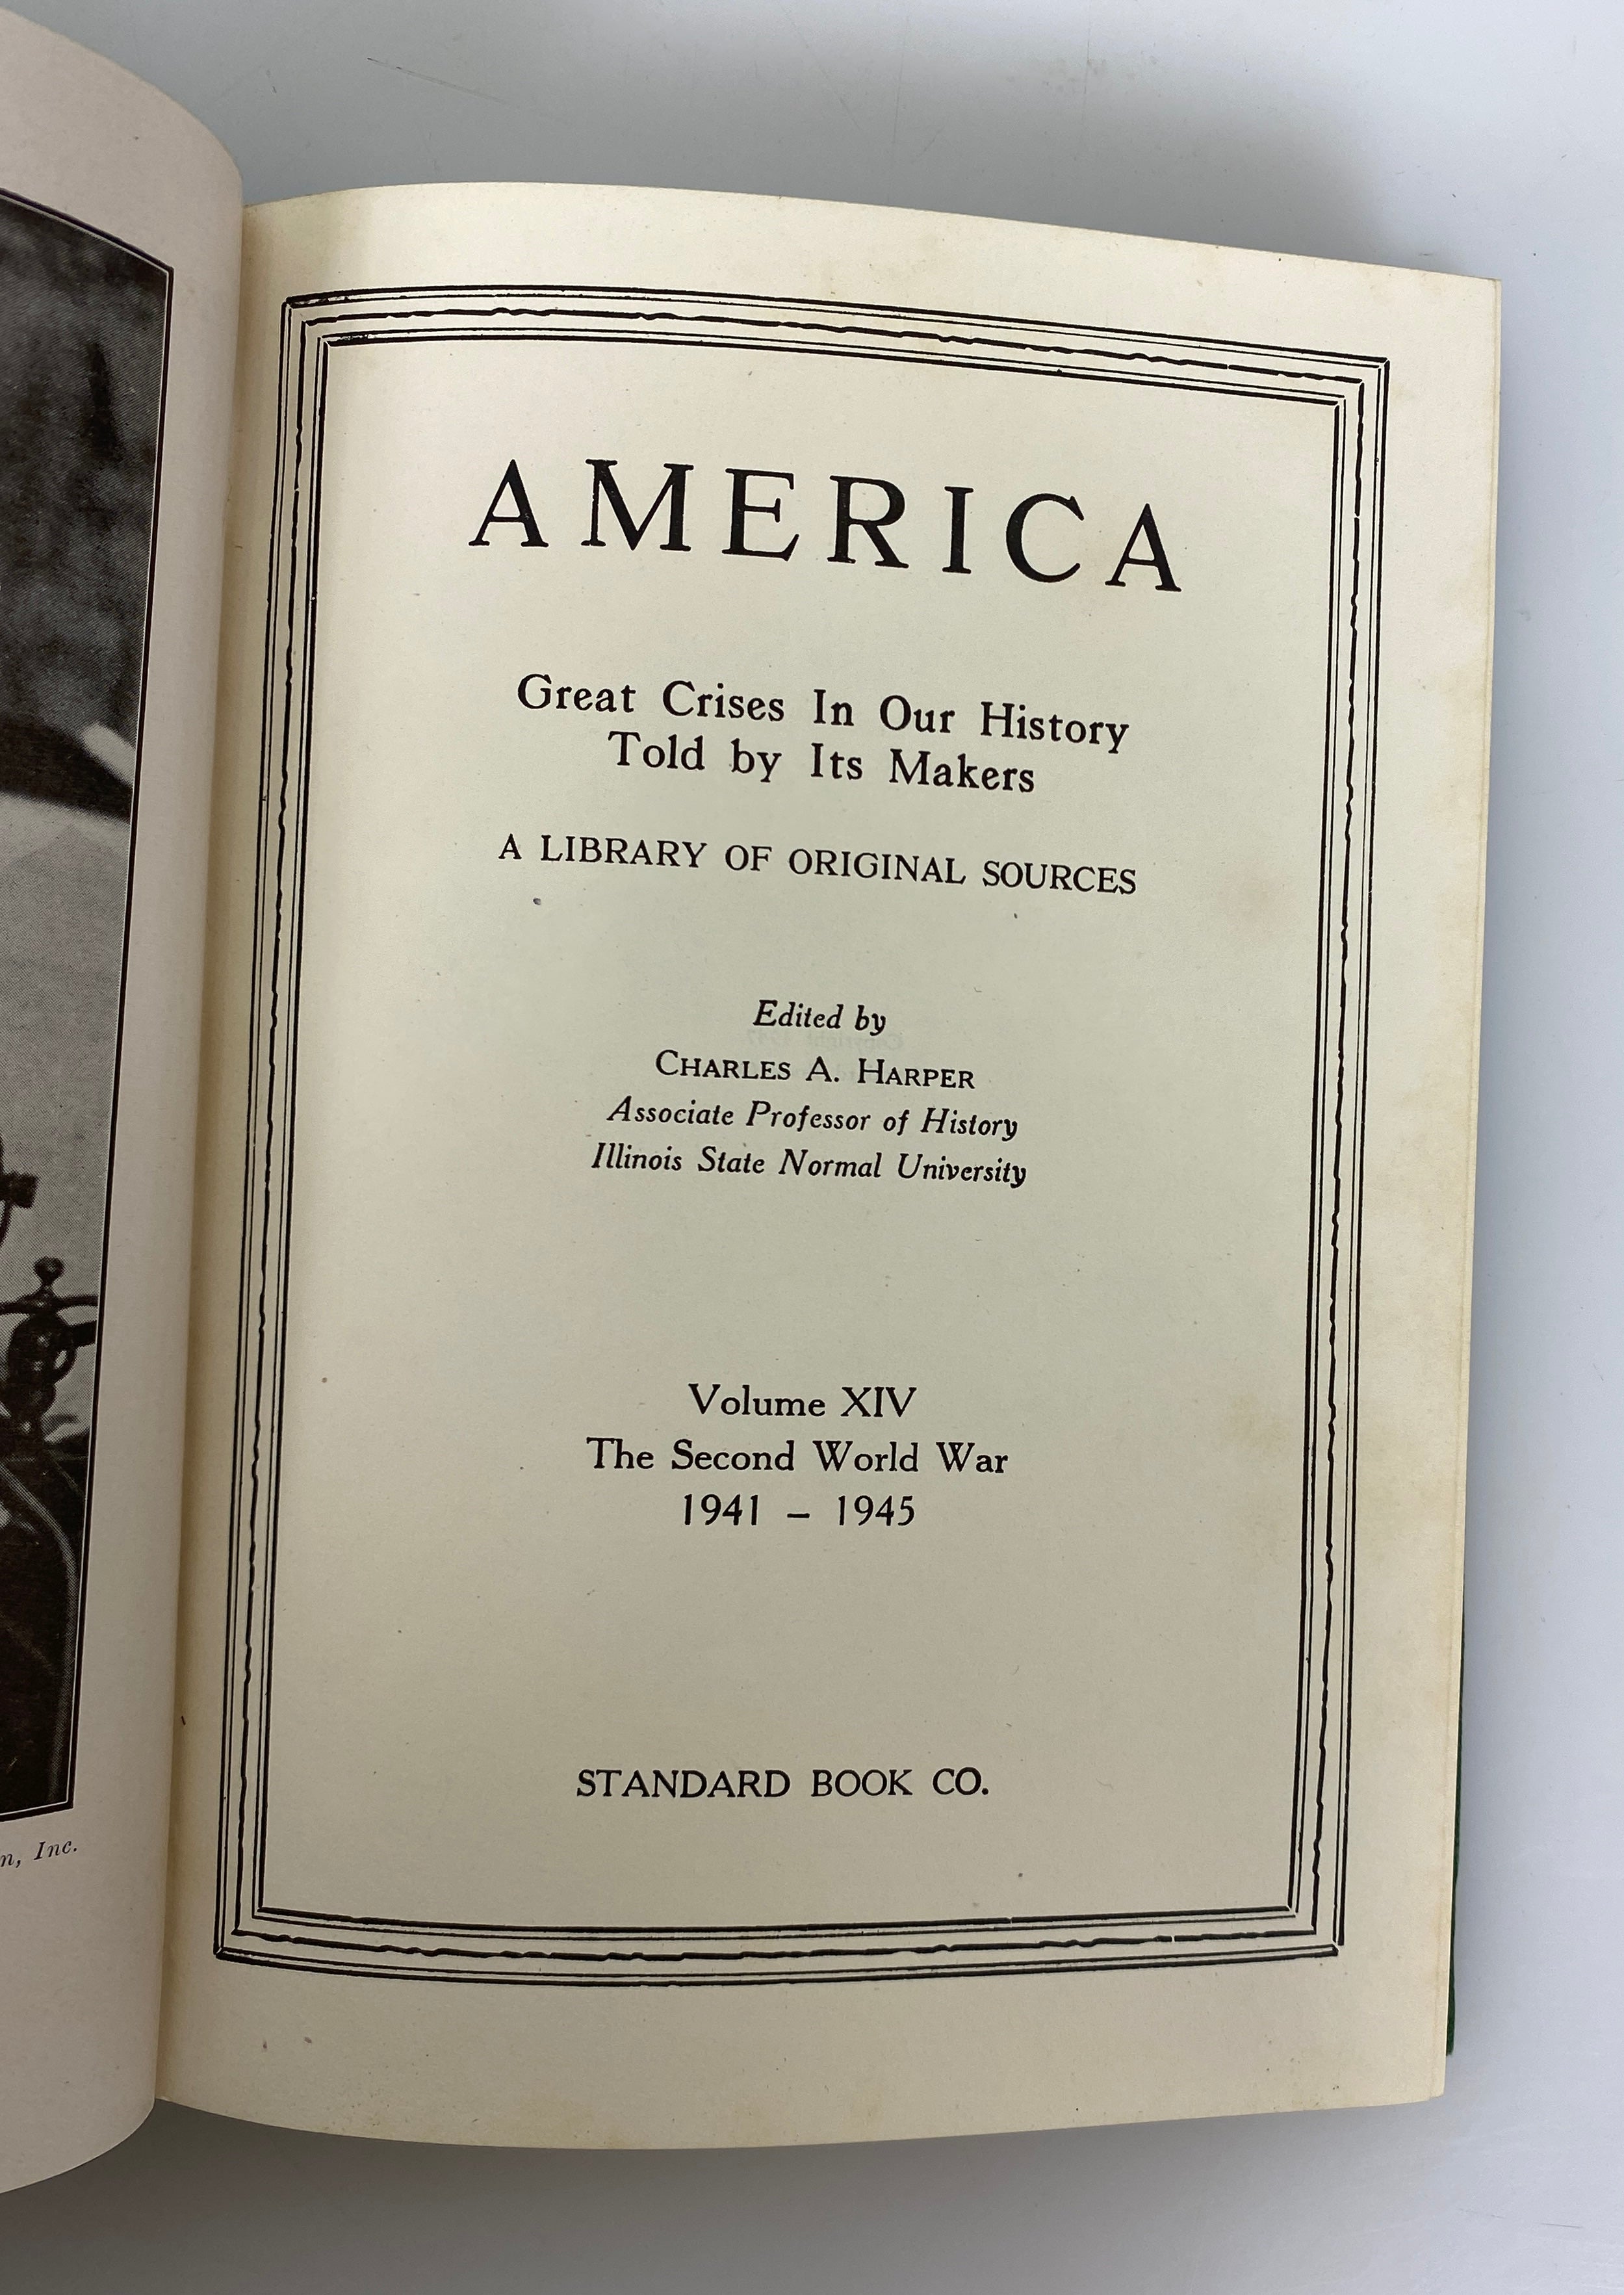 AMERICA
Great Crises In Our History
Told by Its Makers
A LIBRARY OF ORIGINAL SOURCES
Edited by
CHARLES A. HARPER
Associate Professor of History
Illinois State Normal University
Volume XIV
The Second World War
1941 – 1945
STANDARD BOOK CO.
Inc.